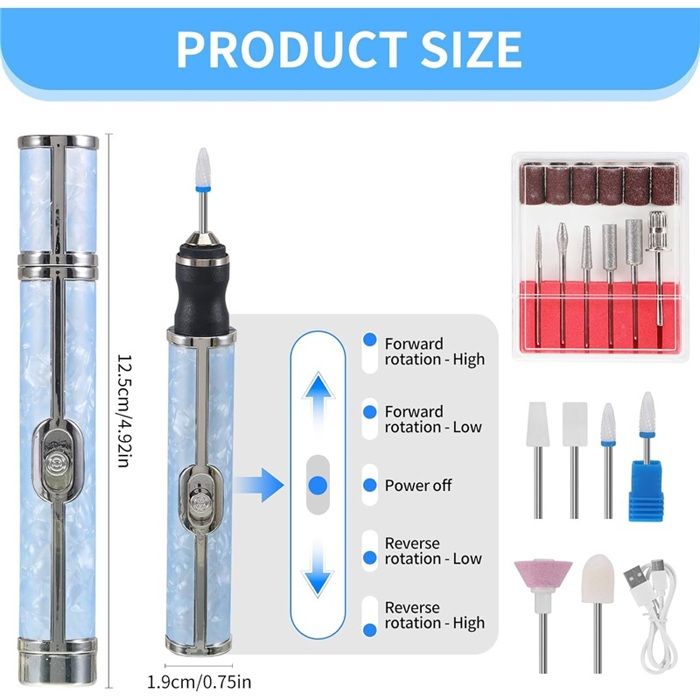 PRODUCT SIZE
12.5cm/4.92in
Forward
rotation - High
Forward
rotation - Low
Power off
Reverse
rotation - Low
Reverse
rotation - High
1.9cm/0.75in